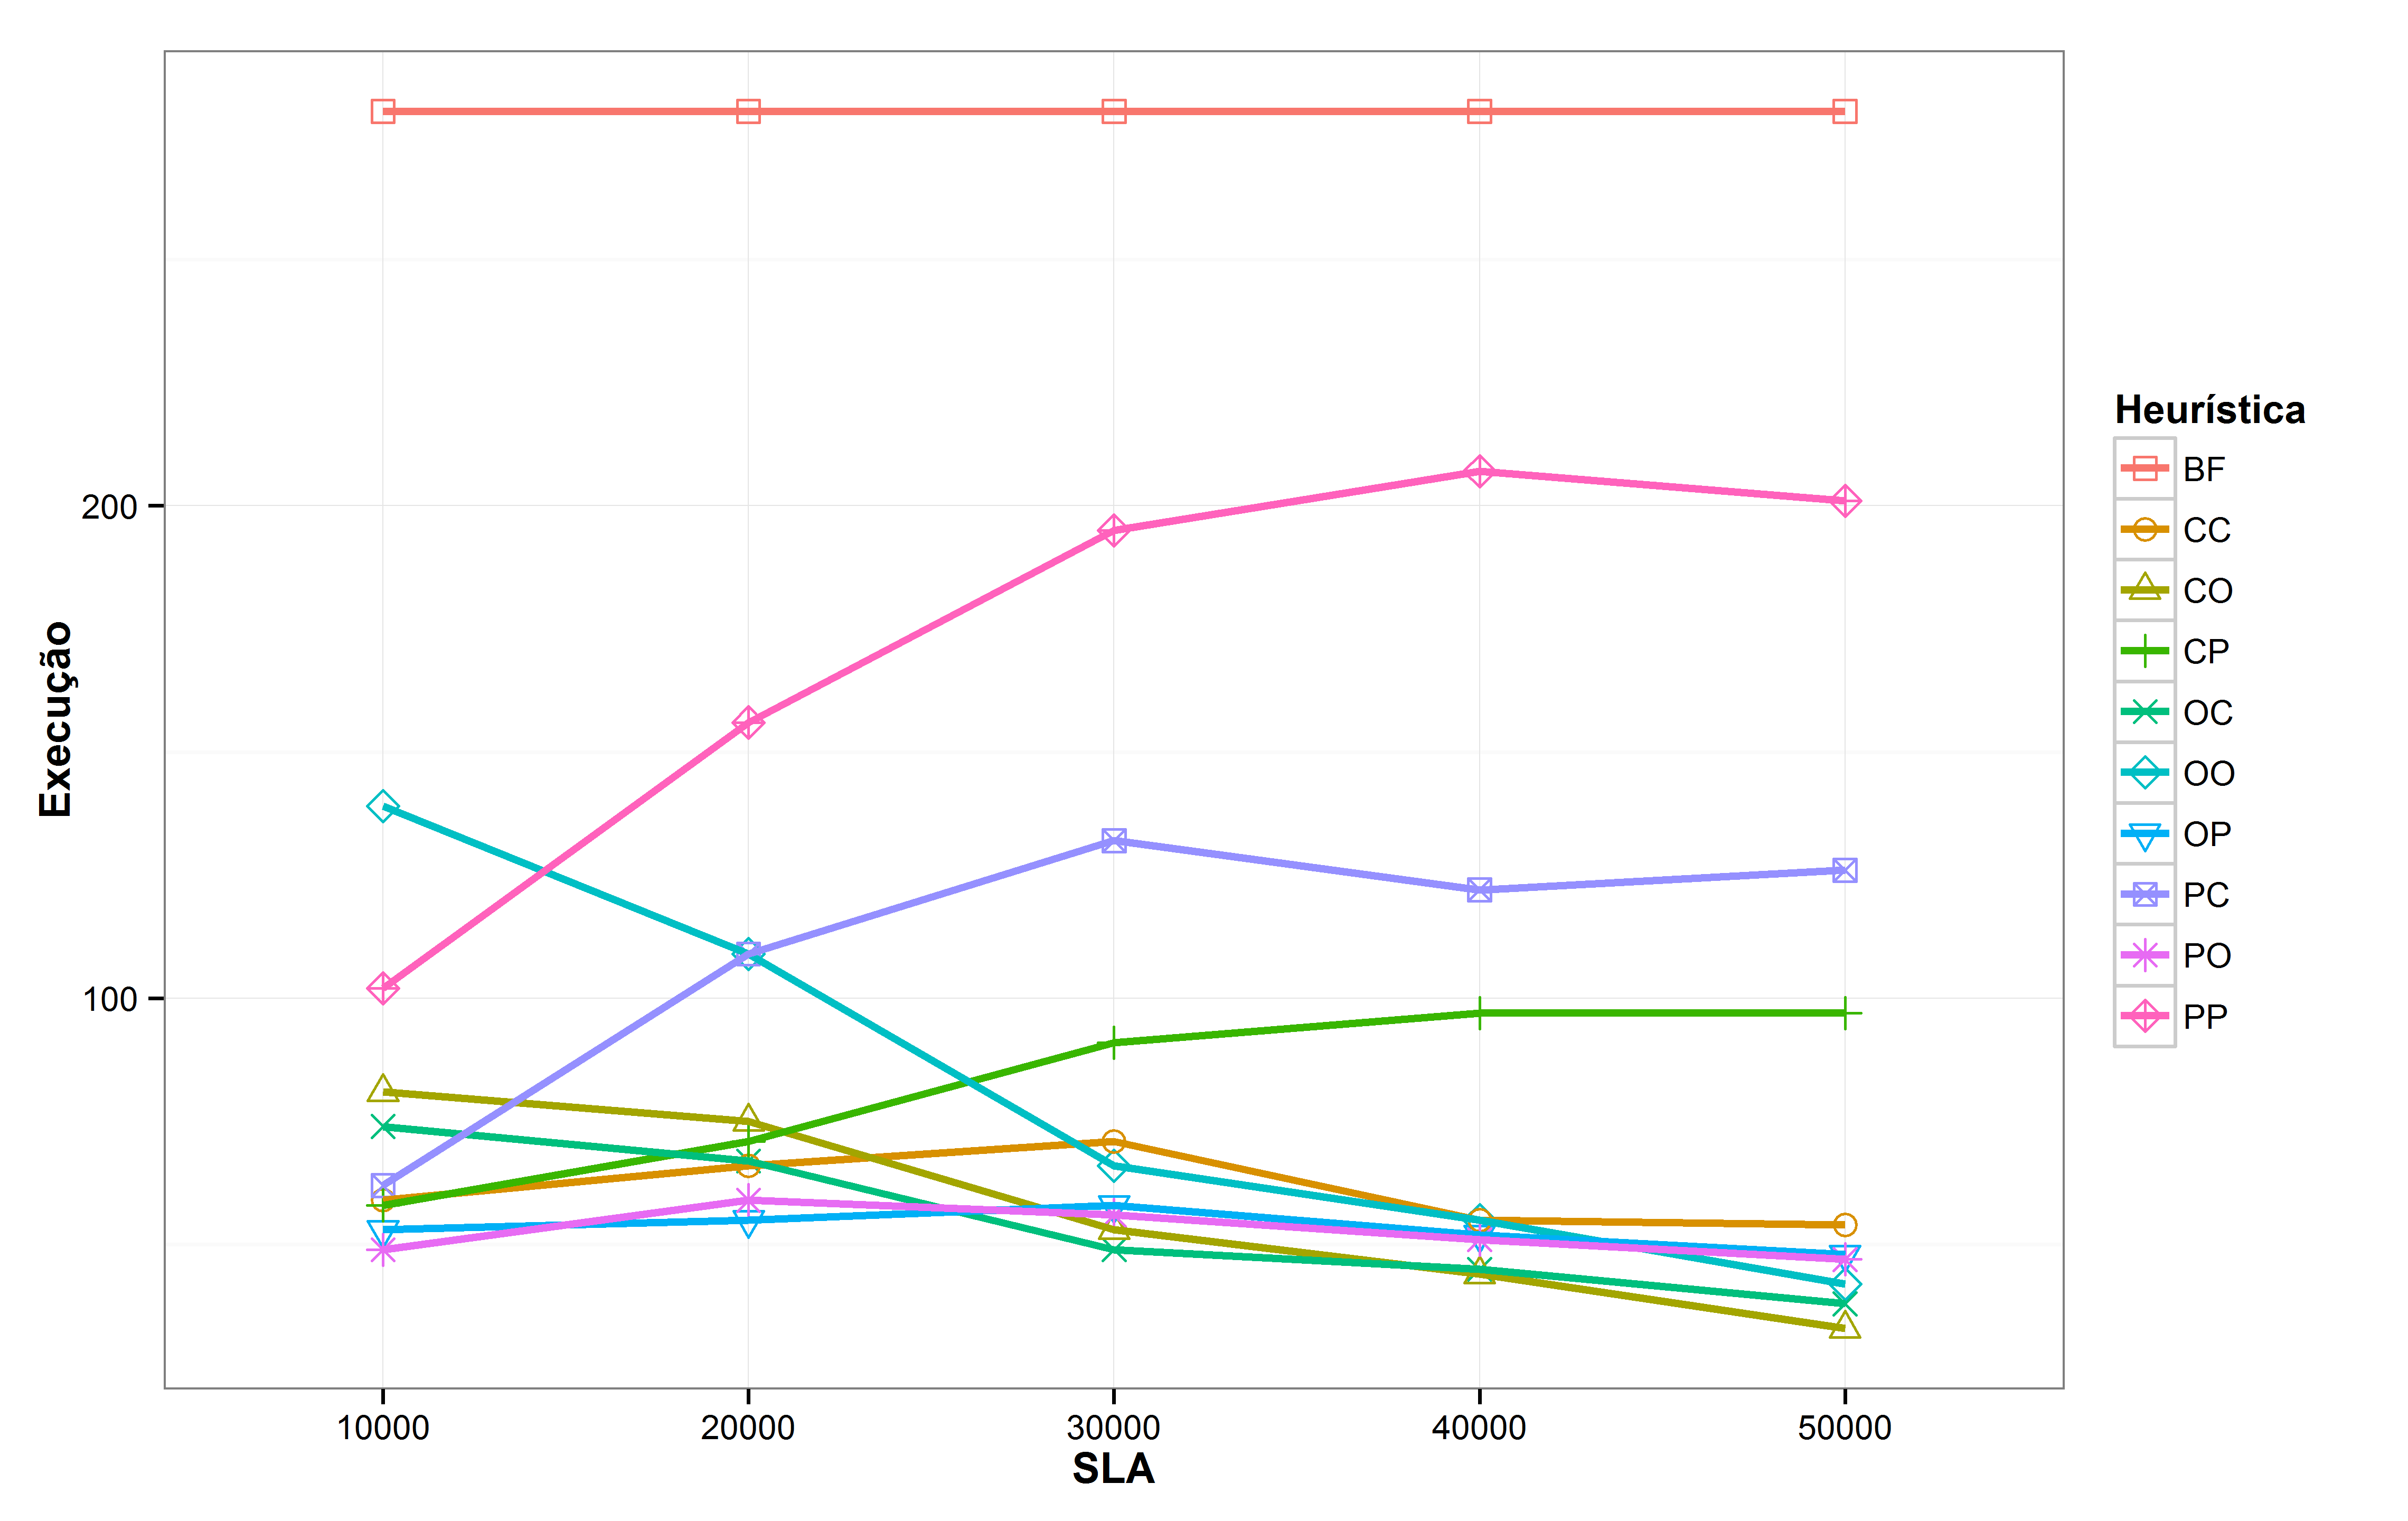 Execução
200
100
10000
20000
30000
40000
50000
SLA
Heurística
BF
CC
CO
CP
OC
OO
OP
PC
PO
PP